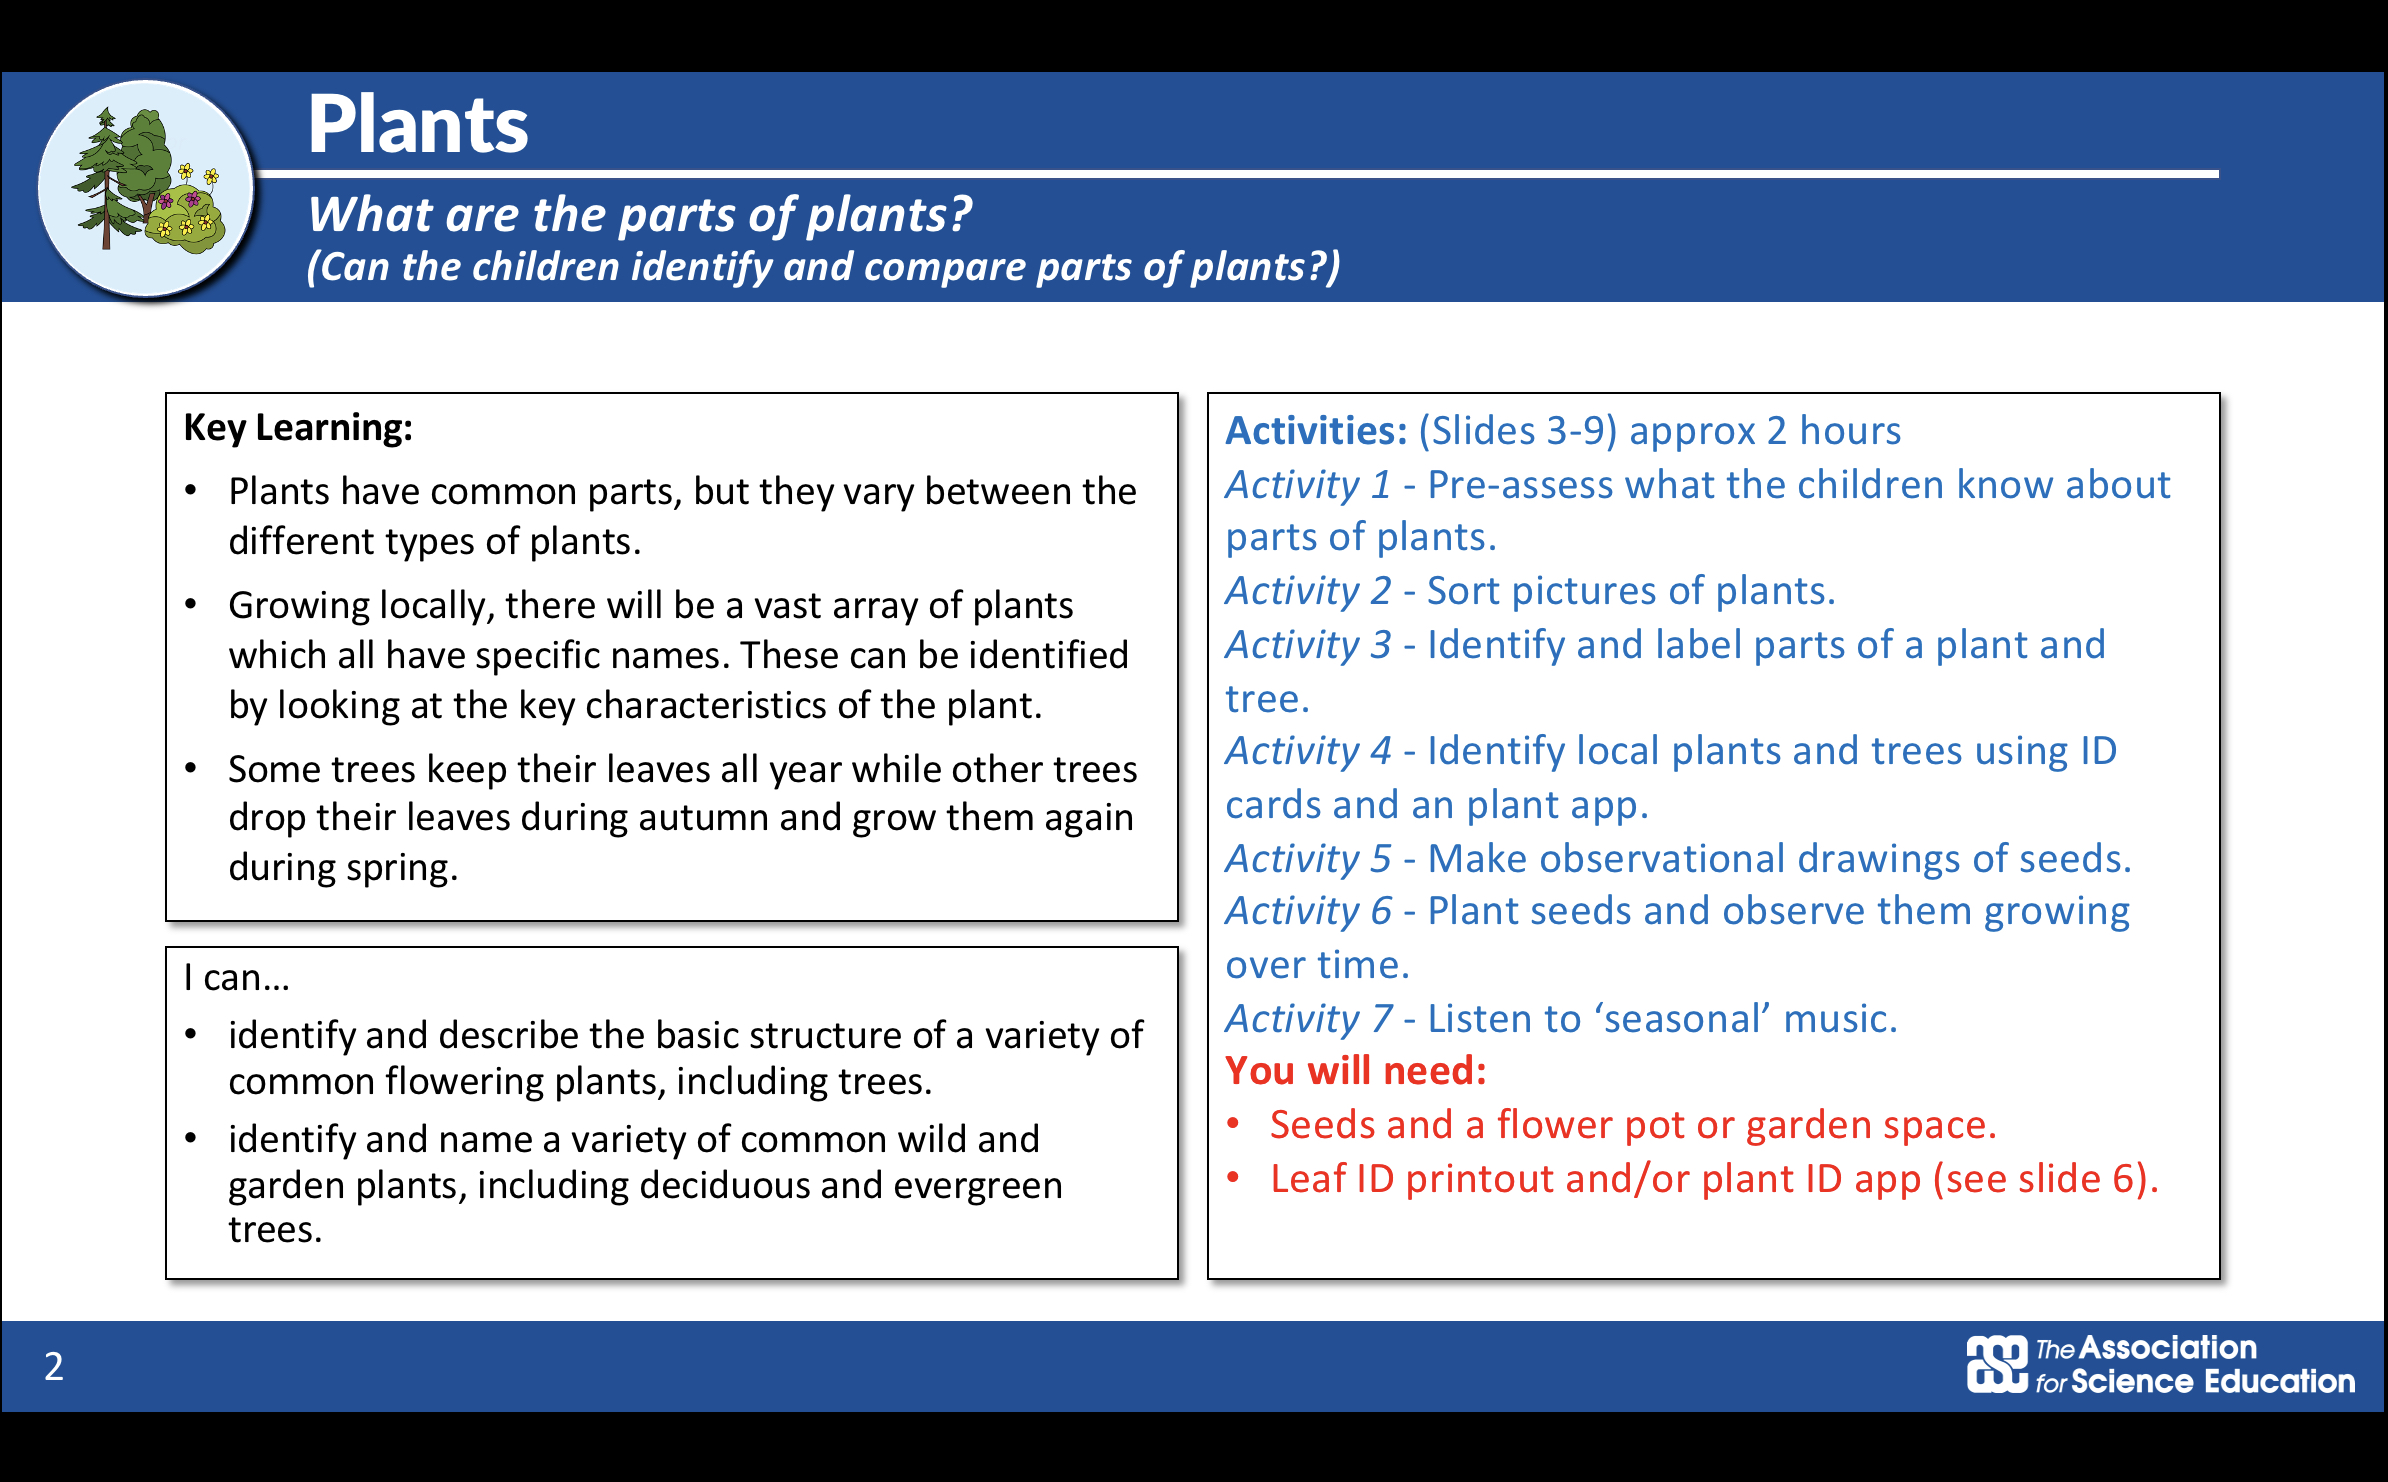 Plants
What are the parts of plants?
(Can the children identify and compare parts of plants?)
Key Learning:
• Plants have common parts, but they vary between the
different types of plants.
• Growing locally, there will be a vast array of plants
which all have specific names. These can be identified
by looking at the key characteristics of the plant.
• Some trees keep their leaves all year while other trees
drop their leaves during autumn and grow them again
during spring.
I can...
• identify and describe the basic structure of a variety of
common flowering plants, including trees.
• identify and name a variety of common wild and
garden plants, including deciduous and evergreen
trees.
Activities: (Slides 3-9) approx 2 hours
Activity 1 - Pre-assess what the children know about
parts of plants.
Activity 2 - Sort pictures of plants.
Activity 3 - Identify and label parts of a plant and
tree.
Activity 4 - Identify local plants and trees using ID
cards and an plant app.
Activity 5 - Make observational drawings of seeds.
Activity 6 - Plant seeds and observe them growing
over time.
Activity 7 - Listen to ‘seasonal’ music.
You will need:
• Seeds and a flower pot or garden space.
• Leaf ID printout and/or plant ID app (see slide 6).
2
ase
The Association
for Science Education